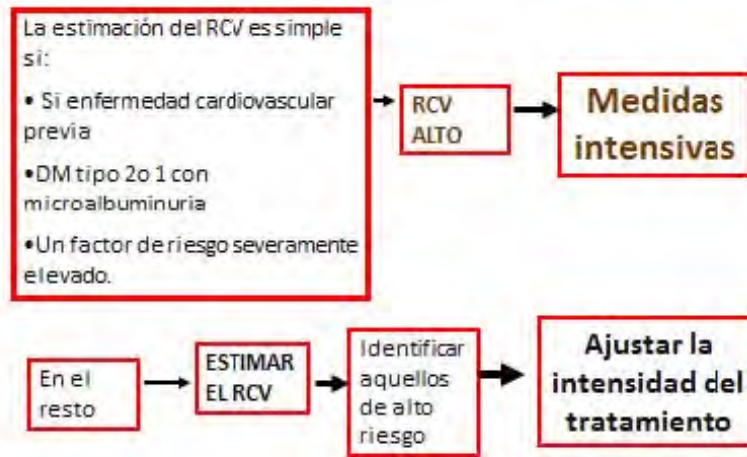 La estimación del RCV es simple
si:
• Si enfermedad cardiovascular
previa
•DM tipo 2o 1 con
microalbuminuria
•Un factor de riesgo severamente
elevado.
RCV
ALTO
Medidas
intensivas
En el
resto
ESTIMAR
EL RCV
Identificar
aquellos
de alto
riesgo
Ajustar la
intensidad del
tratamiento